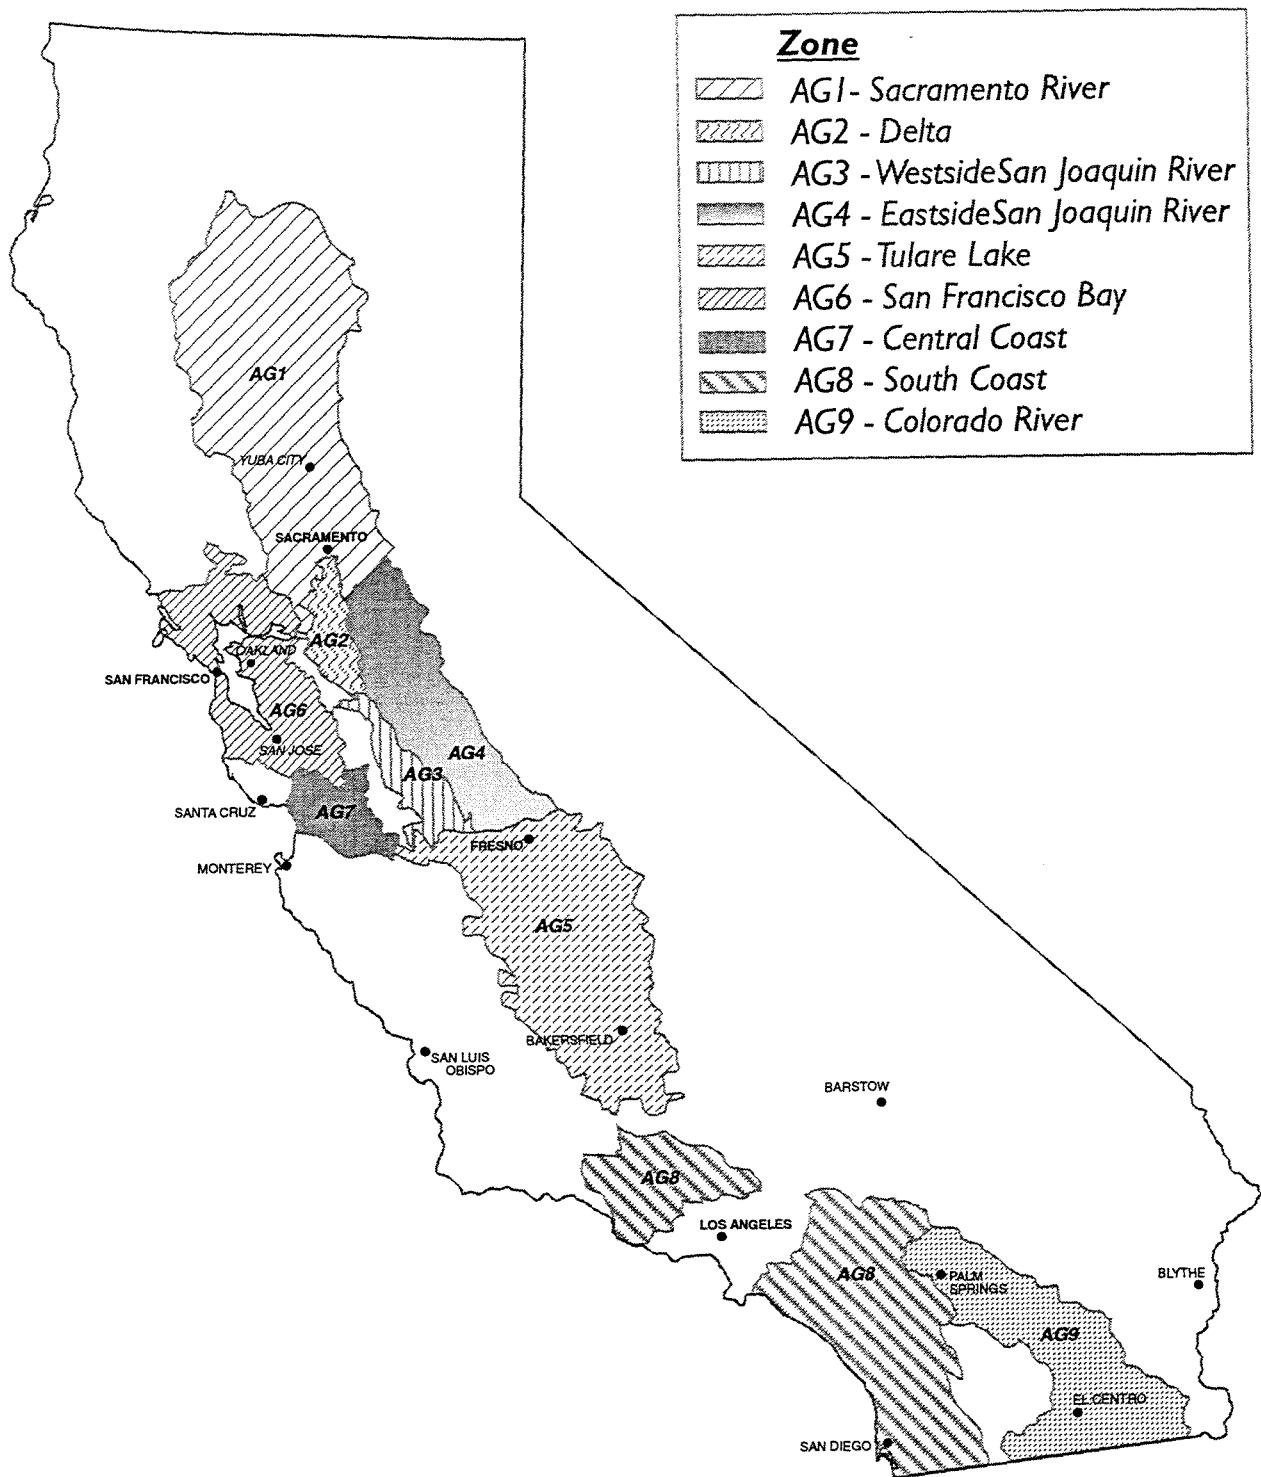 Zone
AG1- Sacramento River
AG2 - Delta
AG3 - WestsideSan Joaquin River
AG4 - EastsideSan Joaquin River
AG5 - Tulare Lake
AG6 - San Francisco Bay
AG7 - Central Coast
AG8 - South Coast
AG9 - Colorado River
AG1
YUBA CITY
SACRAMENTO
AG2
OAKLAND
SAN FRANCISCO
AG6
SAN JOSE
AG4
AG3
SANTA CRUZ
AG7
FRESNO
MONTEREY
AG5
BAKERSFIELD
SAN LUIS
OBISPO
BARSTOW
AG8
LOS ANGELES
AG8
PALM
SPRINGS
BLYTHE
AG9
EL CENTRO
SAN DIEGO